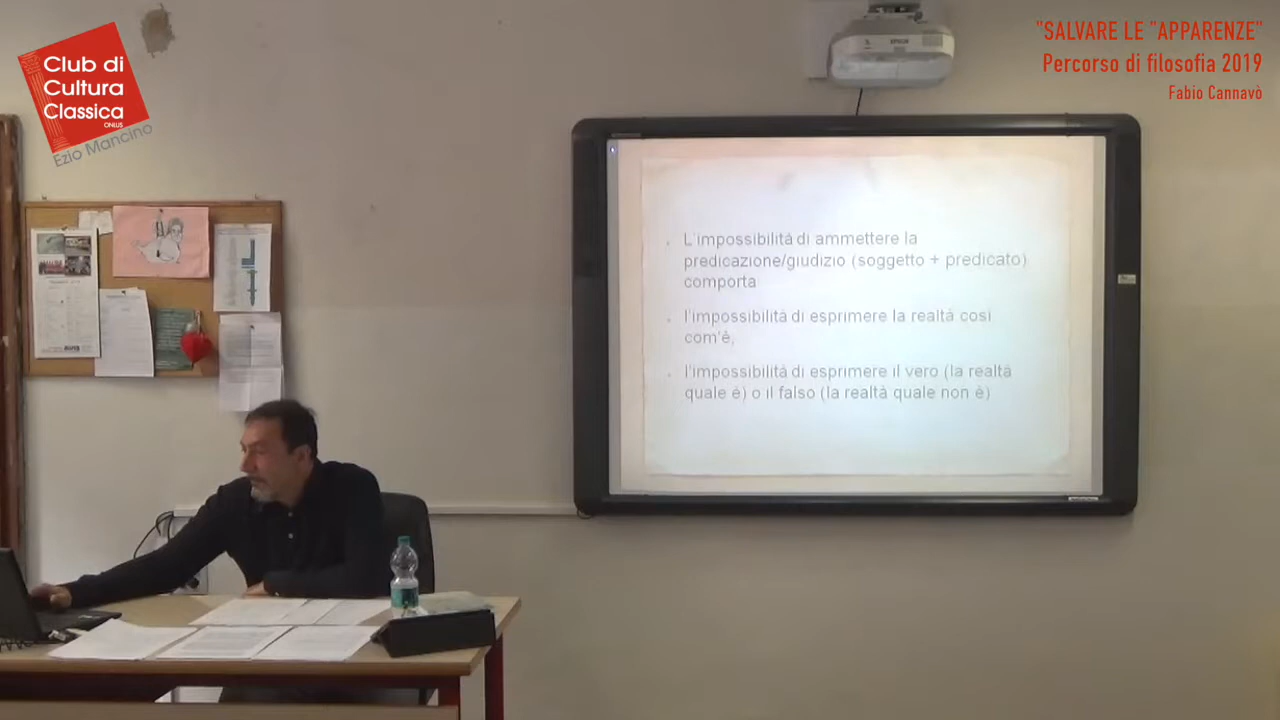 Club di
Cultura
Classica
ONLUS
Ezio Mancino
"SALVARE LE "APPARENZE"
Percorso di filosofia 2019
Fabio Cannavò
EPSON
L'impossibilità di ammettere la
predicazione/giudizio (soggetto + predicato)
comporta
l'impossibilità di esprimere la realtà così
com'è,
l'impossibilità di esprimere il vero (la realtà
quale è) o il falso (la realtà quale non è)